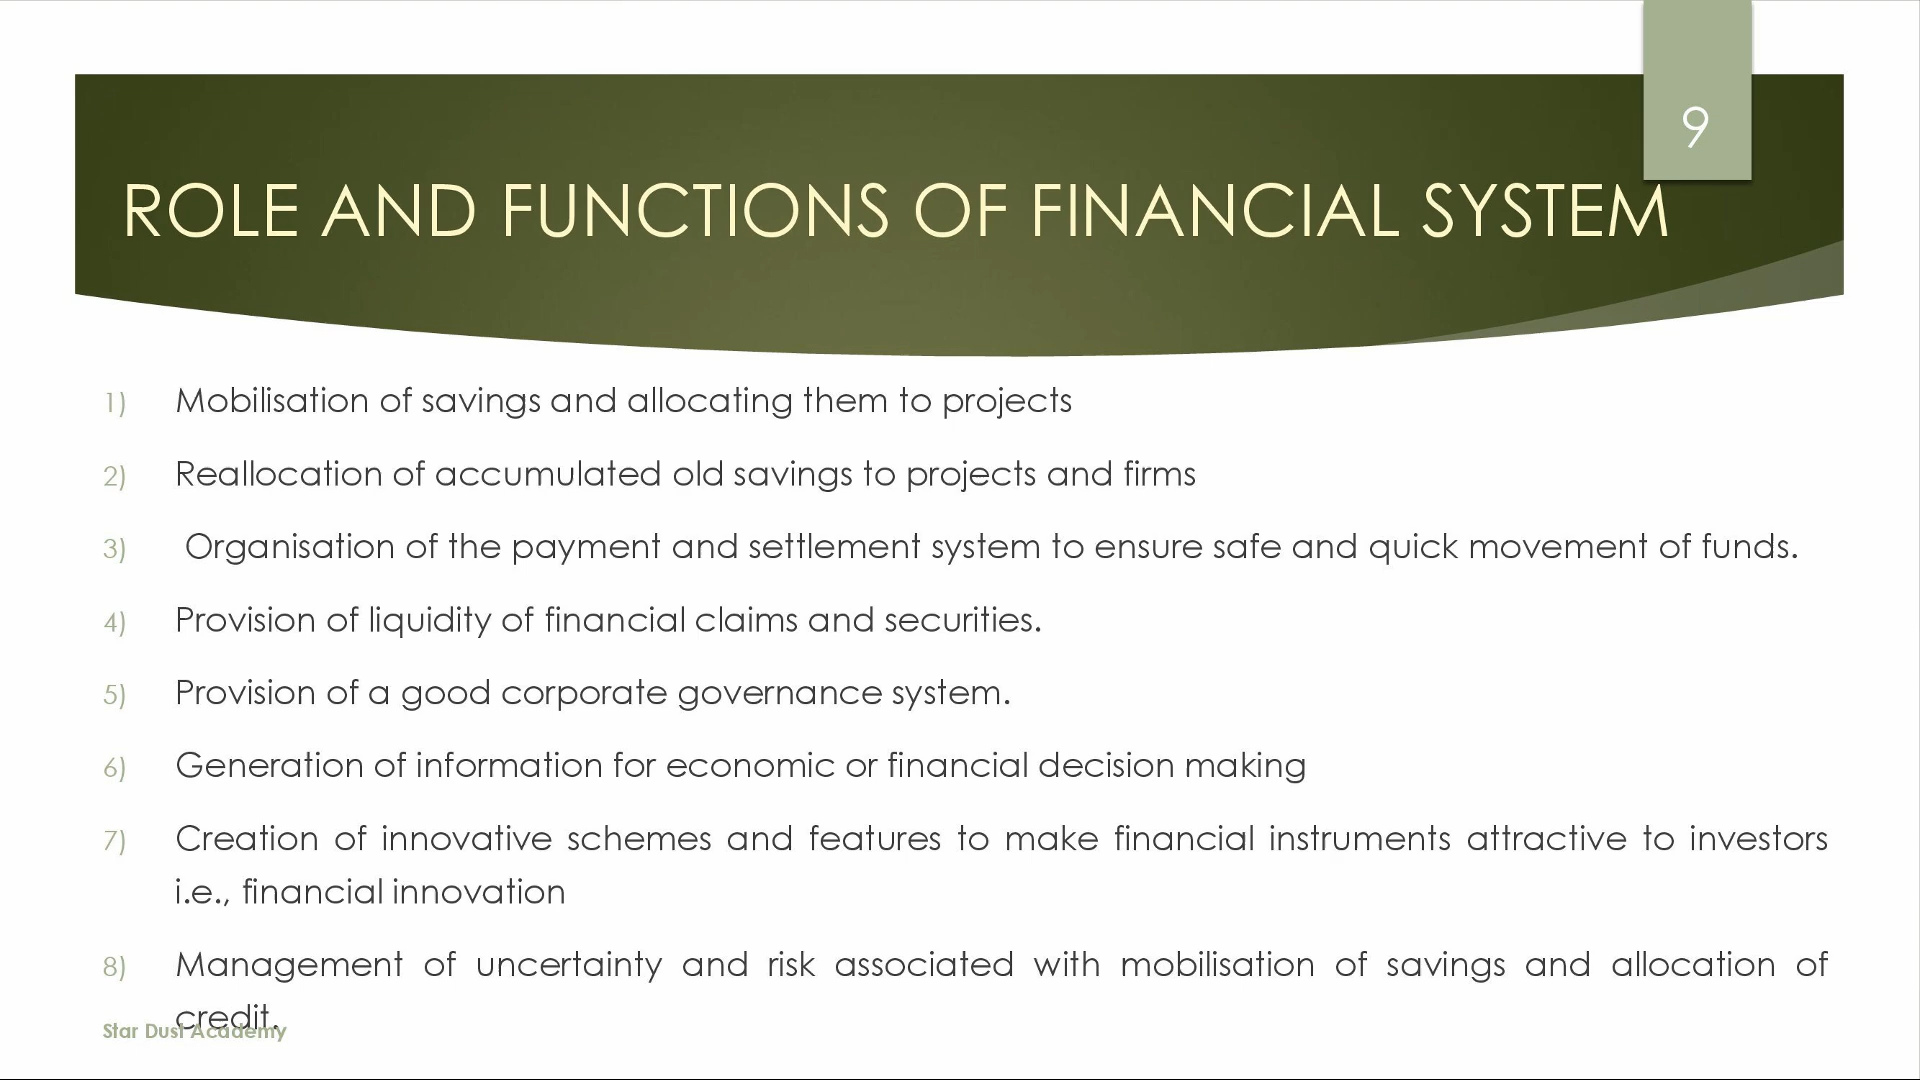 9
ROLE AND FUNCTIONS OF FINANCIAL SYSTEM
1) Mobilisation of savings and allocating them to projects
2) Reallocation of accumulated old savings to projects and firms
3) Organisation of the payment and settlement system to ensure safe and quick movement of funds.
4) Provision of liquidity of financial claims and securities.
5) Provision of a good corporate governance system.
6) Generation of information for economic or financial decision making
7) Creation of innovative schemes and features to make financial instruments attractive to investors
i.e., financial innovation
8) Management of uncertainty and risk associated with mobilisation of savings and allocation of
credit.
Star Dust Academy